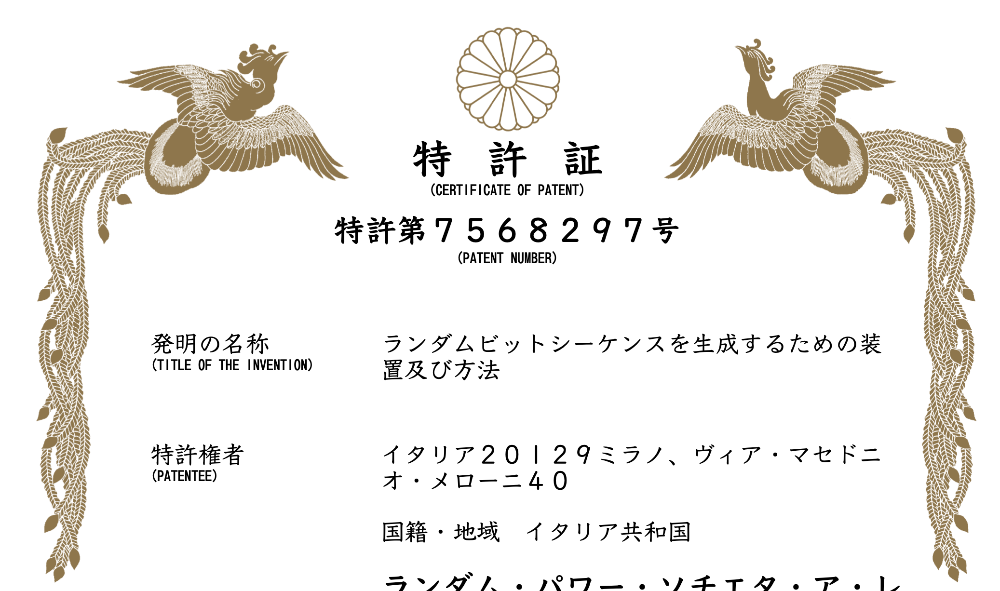 特 許 証
(CERTIFICATE OF PATENT)
特許第７５６８２９７号
(PATENT NUMBER)
発明の名称
(TITLE OF THE INVENTION)
ランダムビットシーケンスを生成するための装
置及び方法
特許権者
(PATENTEE)
イタリア２０１２９ミラノ、ヴィア・マセドニ
オ・メローニ４０
国籍・地域　イタリア共和国
ランダム・パワー・ソチエタ・ア・レ